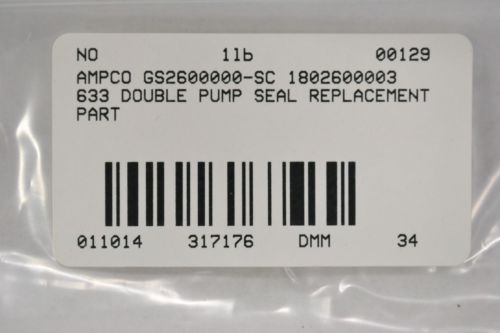 NO 1lb 00129
AMPCO GS2600000-SC 1802600003
633 DOUBLE PUMP SEAL REPLACEMENT
PART
011014 317176 DMM 34